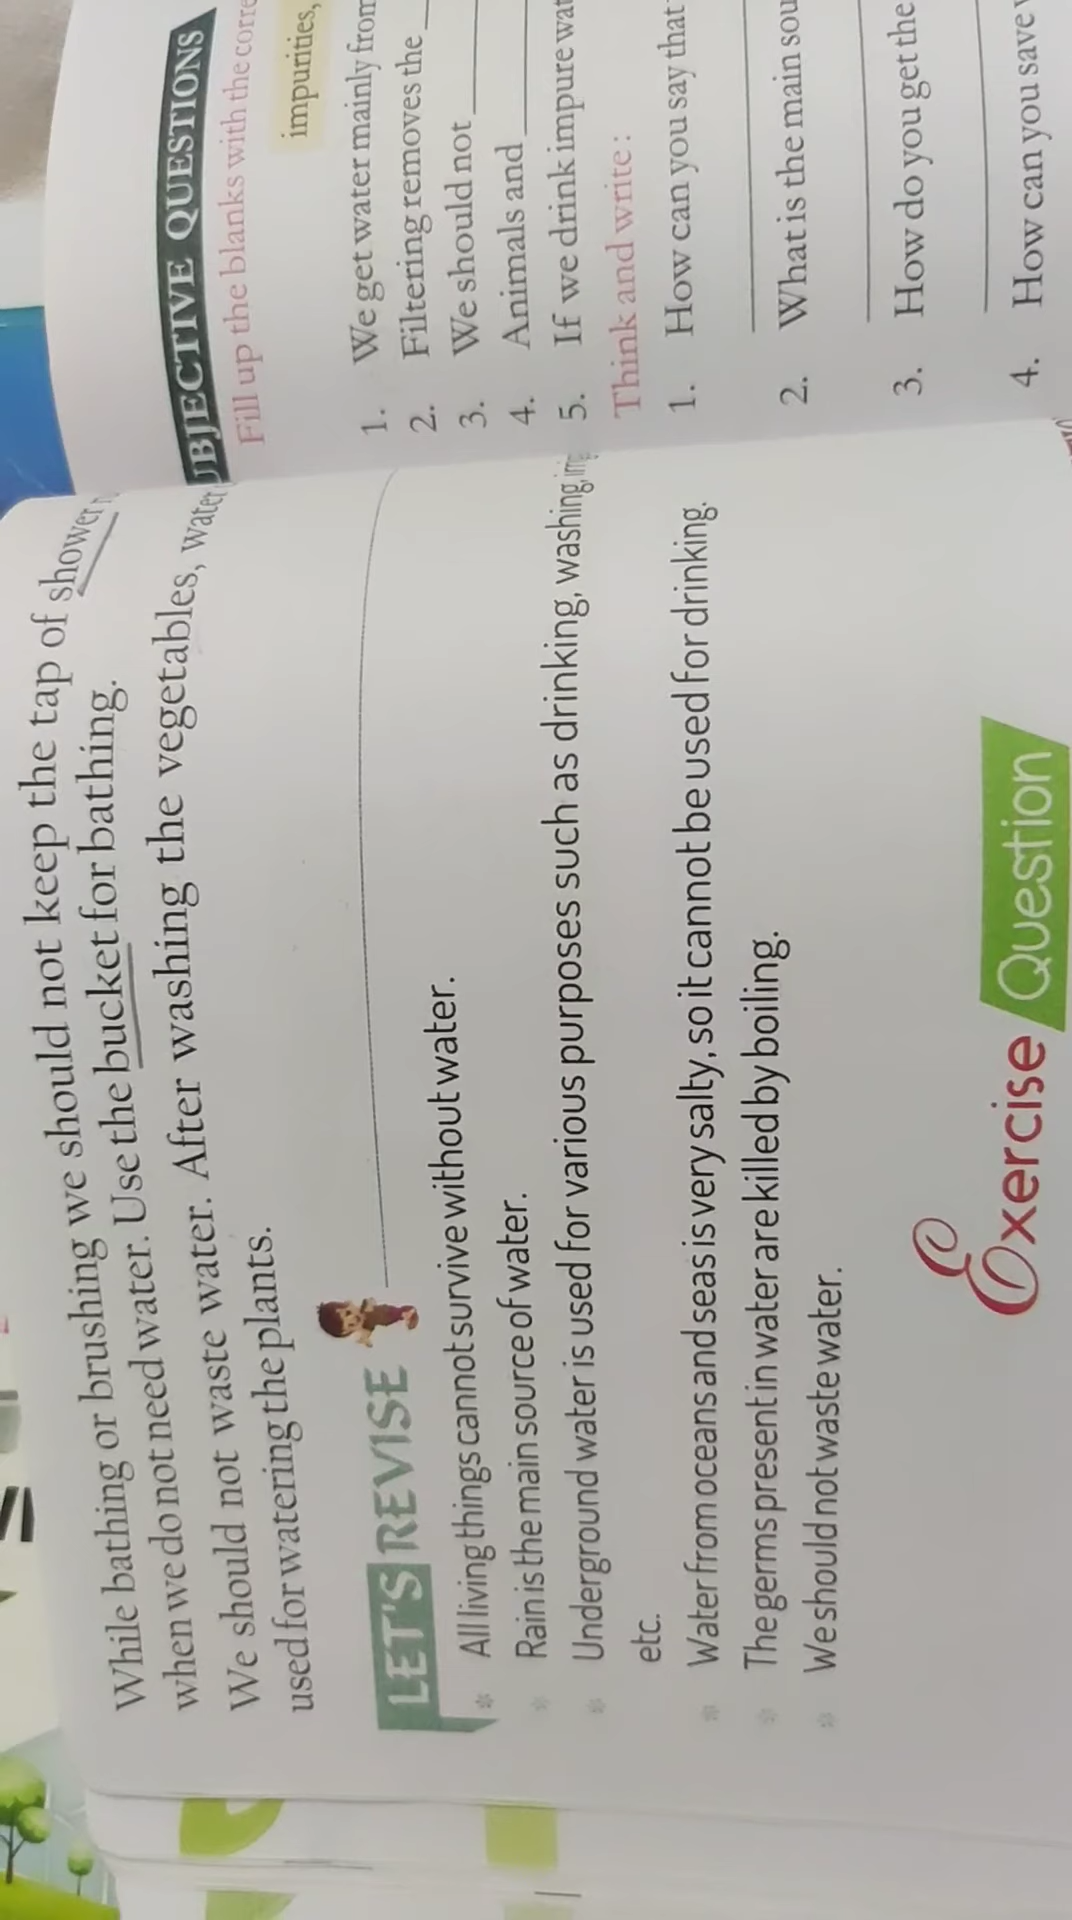 While bathing or brushing we should not keep the tap of shower
when we do not need water. Use the bucket for bathing.
We should not waste water. After washing the vegetables, water
used for watering the plants.
LET'S REVISE
* All living things cannot survive without water.
* Rain is the main source of water.
* Underground water is used for various purposes such as drinking, washing,
etc.
* Water from oceans and seas is very salty, so it cannot be used for drinking.
* The germs present in water are killed by boiling.
* We should not waste water.
Exercise Question
OBJECTIVE QUESTIONS
Fill up the blanks with the
impurities,
1. We get water mainly from
2. Filtering removes the
3. We should not
4. Animals and
5. If we drink impure
Think and write :
1. How can you say that
2. What is the main
3. How do you get the
4. How can you save